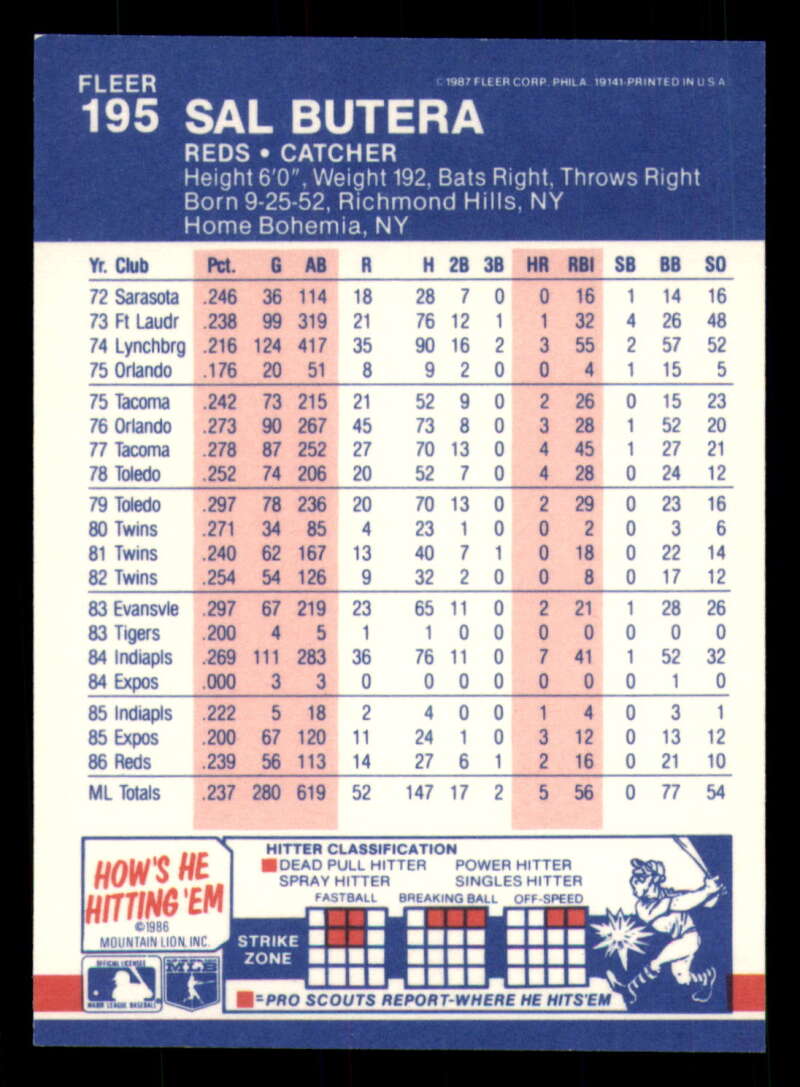 FLEER
195 SAL BUTERA
© 1987 FLEER CORP. PHILA. 19141-PRINTED IN U S A
REDS • CATCHER
Height 6'0", Weight 192, Bats Right, Throws Right
Born 9-25-52, Richmond Hills, NY
Home Bohemia, NY
Yr. Club Pct. G AB R H 2B 3B HR RBI SB BB SO
72 Sarasota .246 36 114 18 28 7 0 0 16 1 14 16
73 Ft Laudr .238 99 319 21 76 12 1 1 32 4 26 48
74 Lynchbrg .216 124 417 35 90 16 2 3 55 2 57 52
75 Orlando .176 20 51 8 9 2 0 0 4 1 15 5
75 Tacoma .242 73 215 21 52 9 0 2 26 0 15 23
76 Orlando .273 90 267 45 73 8 0 3 28 1 52 20
77 Tacoma .278 87 252 27 70 13 0 4 45 1 27 21
78 Toledo .252 74 206 20 52 7 0 4 28 0 24 12
79 Toledo .297 78 236 20 70 13 0 2 29 0 23 16
80 Twins .271 34 85 4 23 1 0 0 2 0 3 6
81 Twins .240 62 167 13 40 7 1 0 18 0 22 14
82 Twins .254 54 126 9 32 2 0 0 8 0 17 12
83 Evansvle .297 67 219 23 65 11 0 2 21 1 28 26
83 Tigers .200 4 5 1 1 0 0 0 0 0 0 0
84 Indiapls .269 111 283 36 76 11 0 7 41 1 52 32
84 Expos .000 3 3 0 0 0 0 0 0 0 1 0
85 Indiapls .222 5 18 2 4 0 0 1 4 0 3 1
85 Expos .200 67 120 11 24 1 0 3 12 0 13 12
86 Reds .239 56 113 14 27 6 1 2 16 0 21 10
ML Totals .237 280 619 52 147 17 2 5 56 0 77 54
HOW'S HE
HITTING 'EM
©1986
MOUNTAIN LION, INC.
HITTER CLASSIFICATION
DEAD PULL HITTER POWER HITTER
SPRAY HITTER SINGLES HITTER
FASTBALL BREAKING BALL OFF-SPEED
STRIKE
ZONE
=PRO SCOUTS REPORT-WHERE HE HITS'EM
OFFICIAL LICENSEE
MAJOR LEAGUE BASEBALL